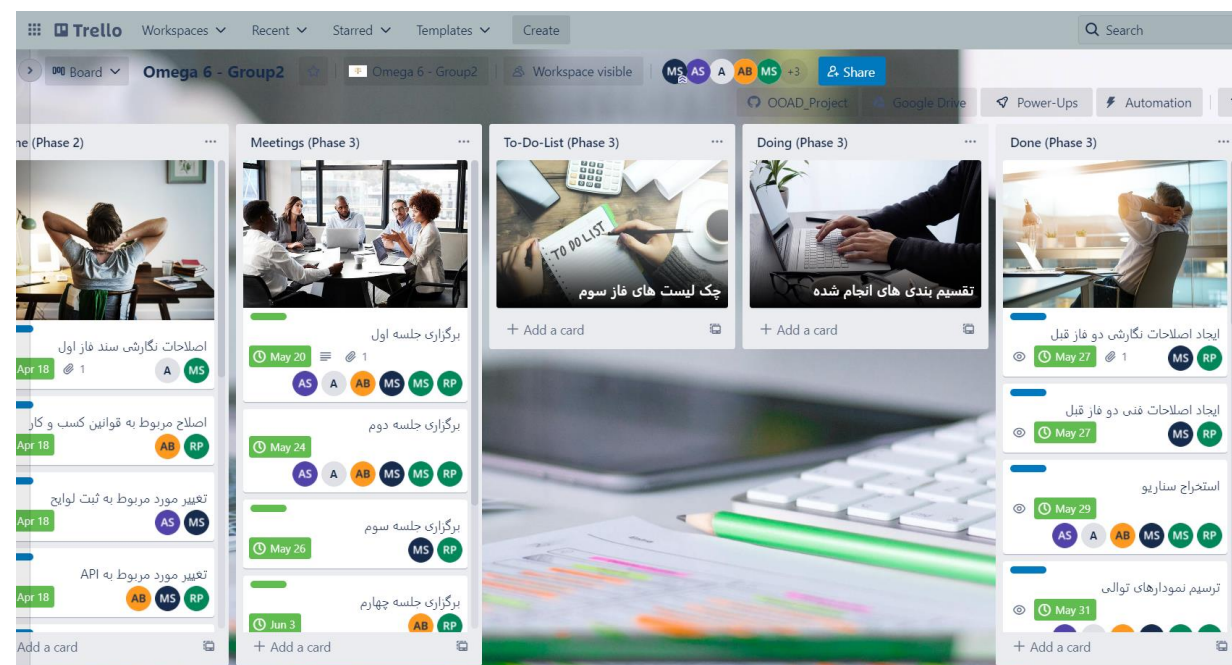 Trello Workspaces Recent Starred Templates Create Search
Board Omega 6 - Group2 Omega 6 - Group2 Workspace visible MS AS A AB MS +3 Share
OOAD_Project Google Drive Power-Ups Automation
ne (Phase 2)
اصلاحات نگارشی سند فاز اول
Apr 18 1 A MS
اصلاح مربوط به قوانین کسب و کار
Apr 18 AB RP
تغییر مورد مربوط به ثبت لوایح
Apr 18 AS MS
تغییر مورد مربوط به API
Apr 18 AB MS RP
Add a card
Meetings (Phase 3)
برگزاری جلسه اول
May 20 1
AS A AB MS MS RP
برگزاری جلسه دوم
May 24
AS A AB MS MS RP
برگزاری جلسه سوم
May 26 MS RP
برگزاری جلسه چهارم
Jun 3 AB RP
+ Add a card
To-Do-List (Phase 3)
TO DO LIST
چک لیست های فاز سوم
+ Add a card
Doing (Phase 3)
تقسیم بندی های انجام شده
+ Add a card
Done (Phase 3)
ایجاد اصلاحات نگارشی دو فاز قبل
May 27 1 MS RP
ایجاد اصلاحات فنی دو فاز قبل
May 27 MS RP
استخراج سناریو
May 29
AS A AB MS MS RP
ترسیم نمودارهای توالی
May 31
+ Add a card